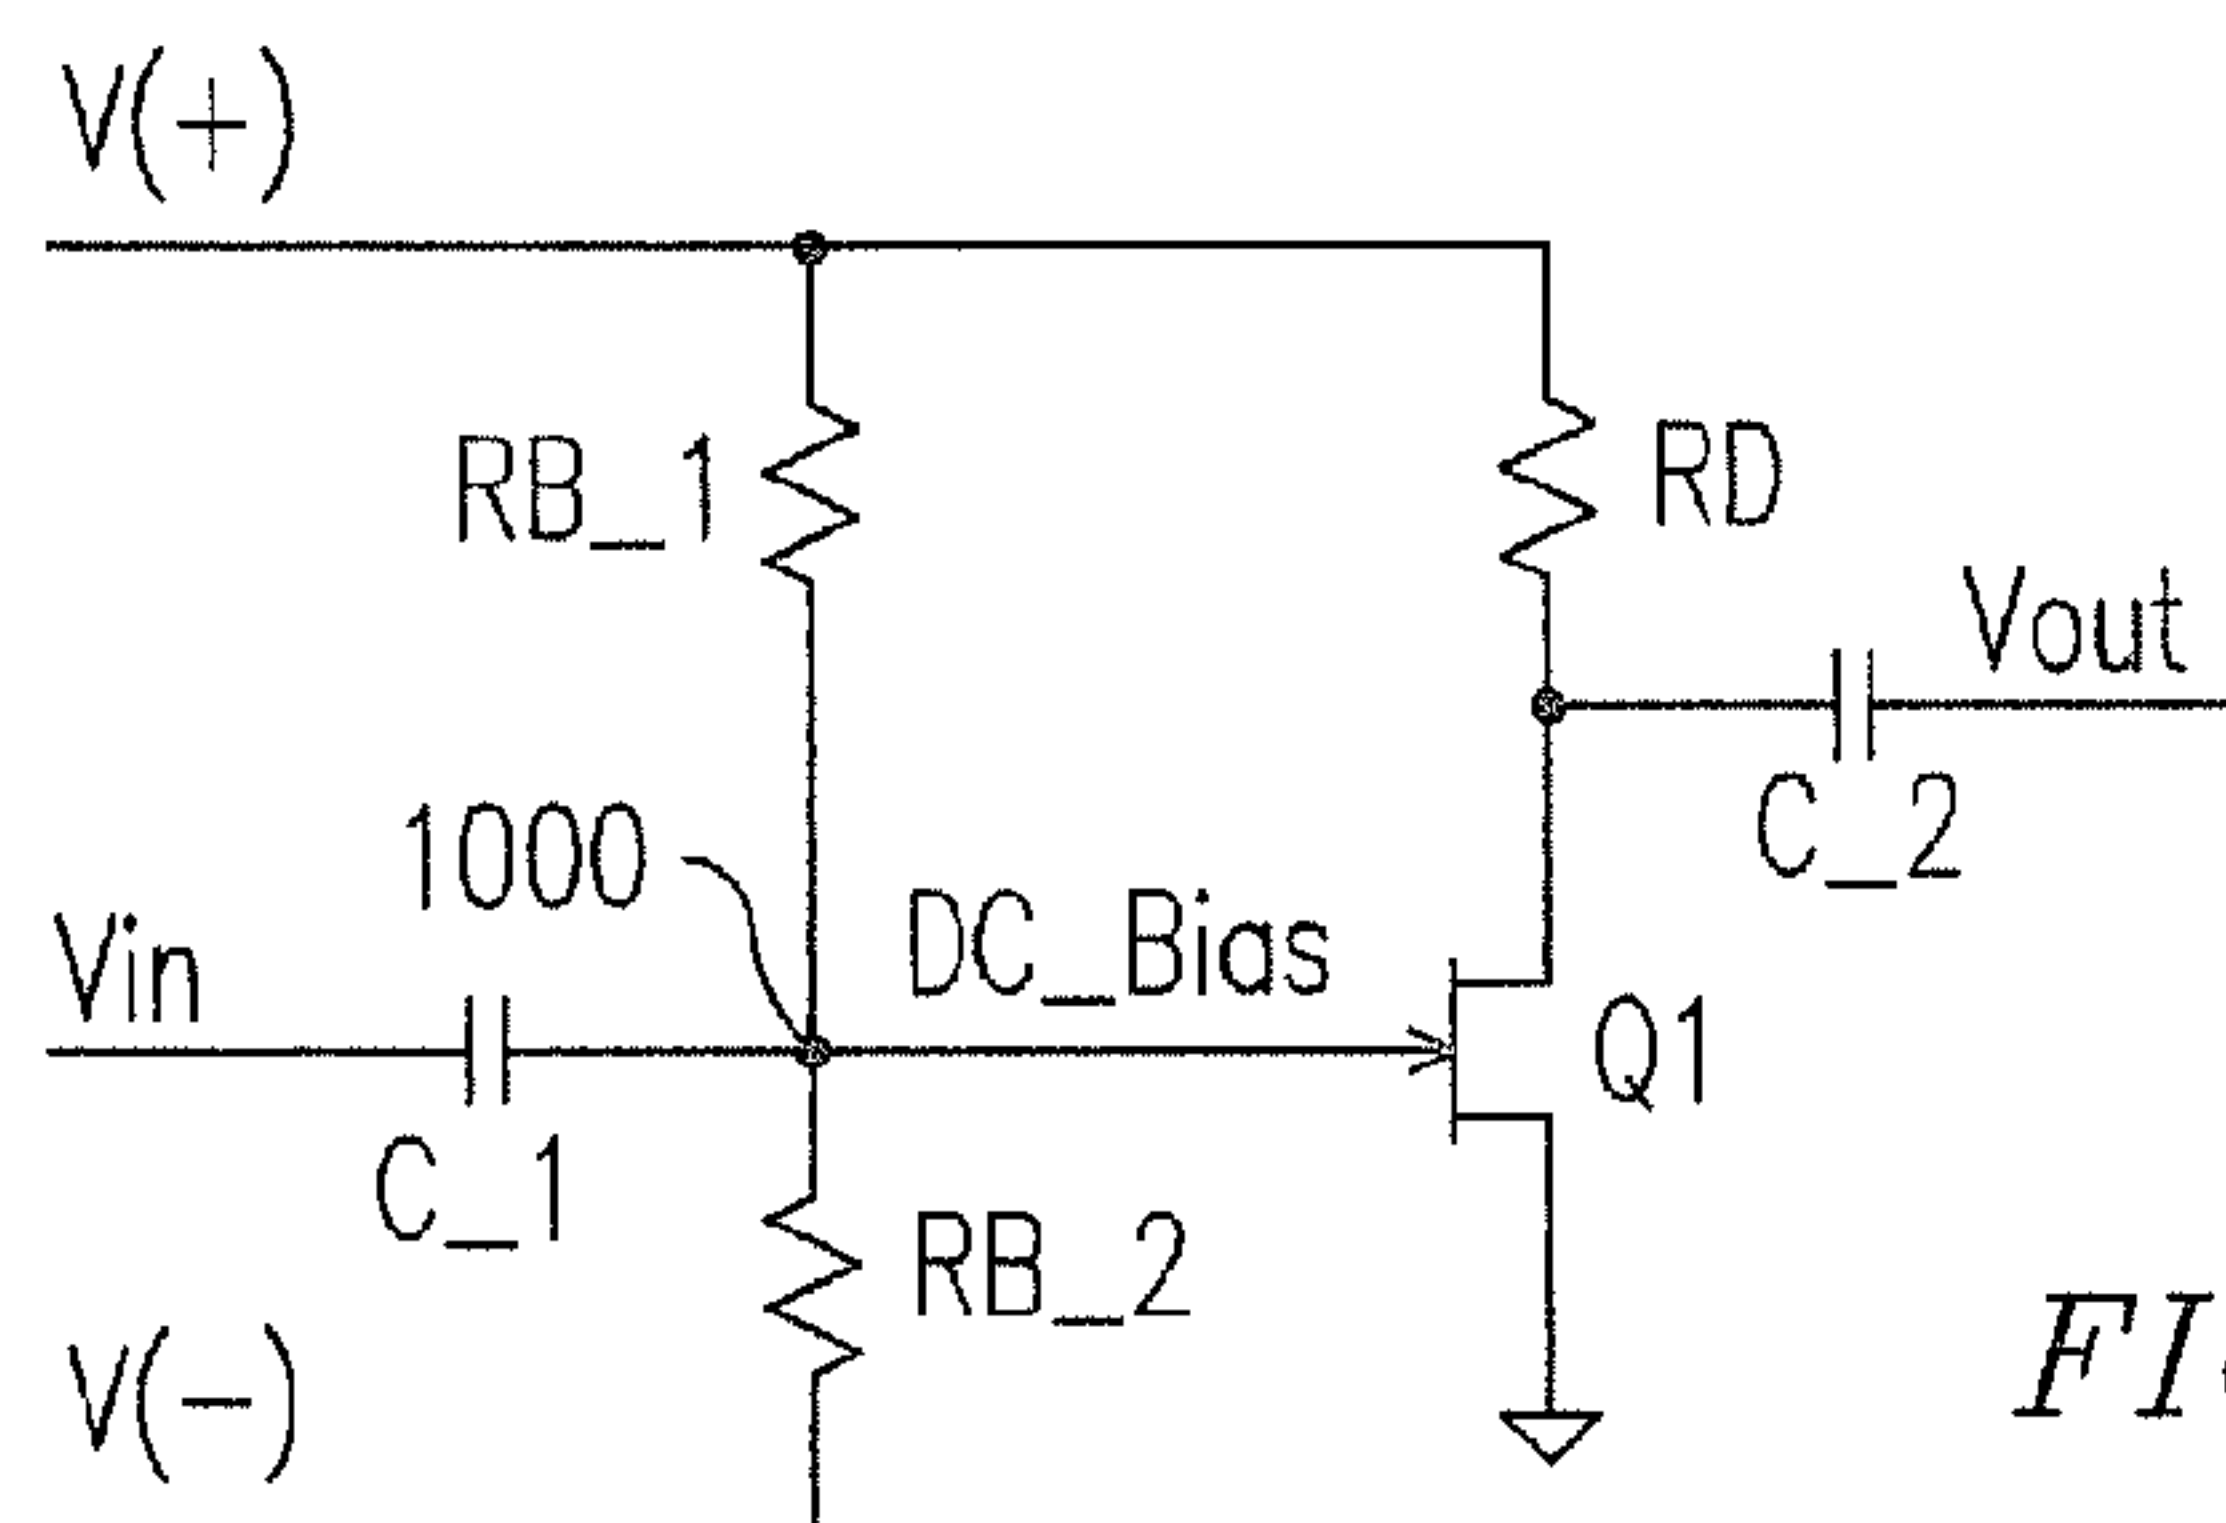 V(+)
RB_1
RD
Vout
C_2
1000
DC_Bias
Vin
Q1
C_1
RB_2
V(-)